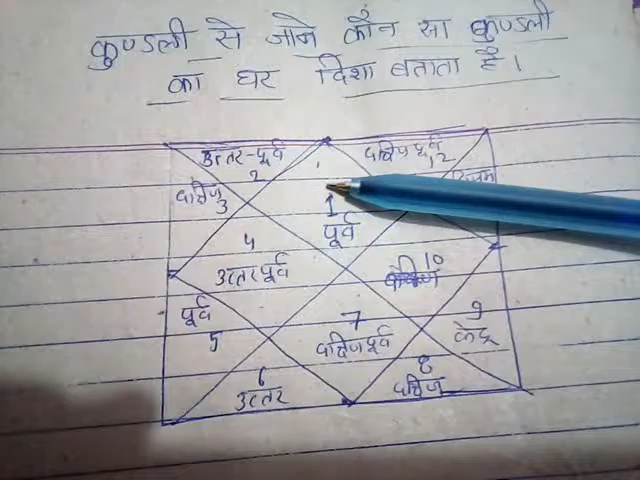 कुण्डली से जाने कौन सा कुण्डली
का घर दिशा बताता है।
उत्तर-पूर्व
2
दक्षिणपूर्व
12
दक्षिण
3
1
पूर्व
4
उत्तरपूर्व
10
पूर्व
5
7
दक्षिणपूर्व
9
केन्द्र
6
उत्तर
8
दक्षिण